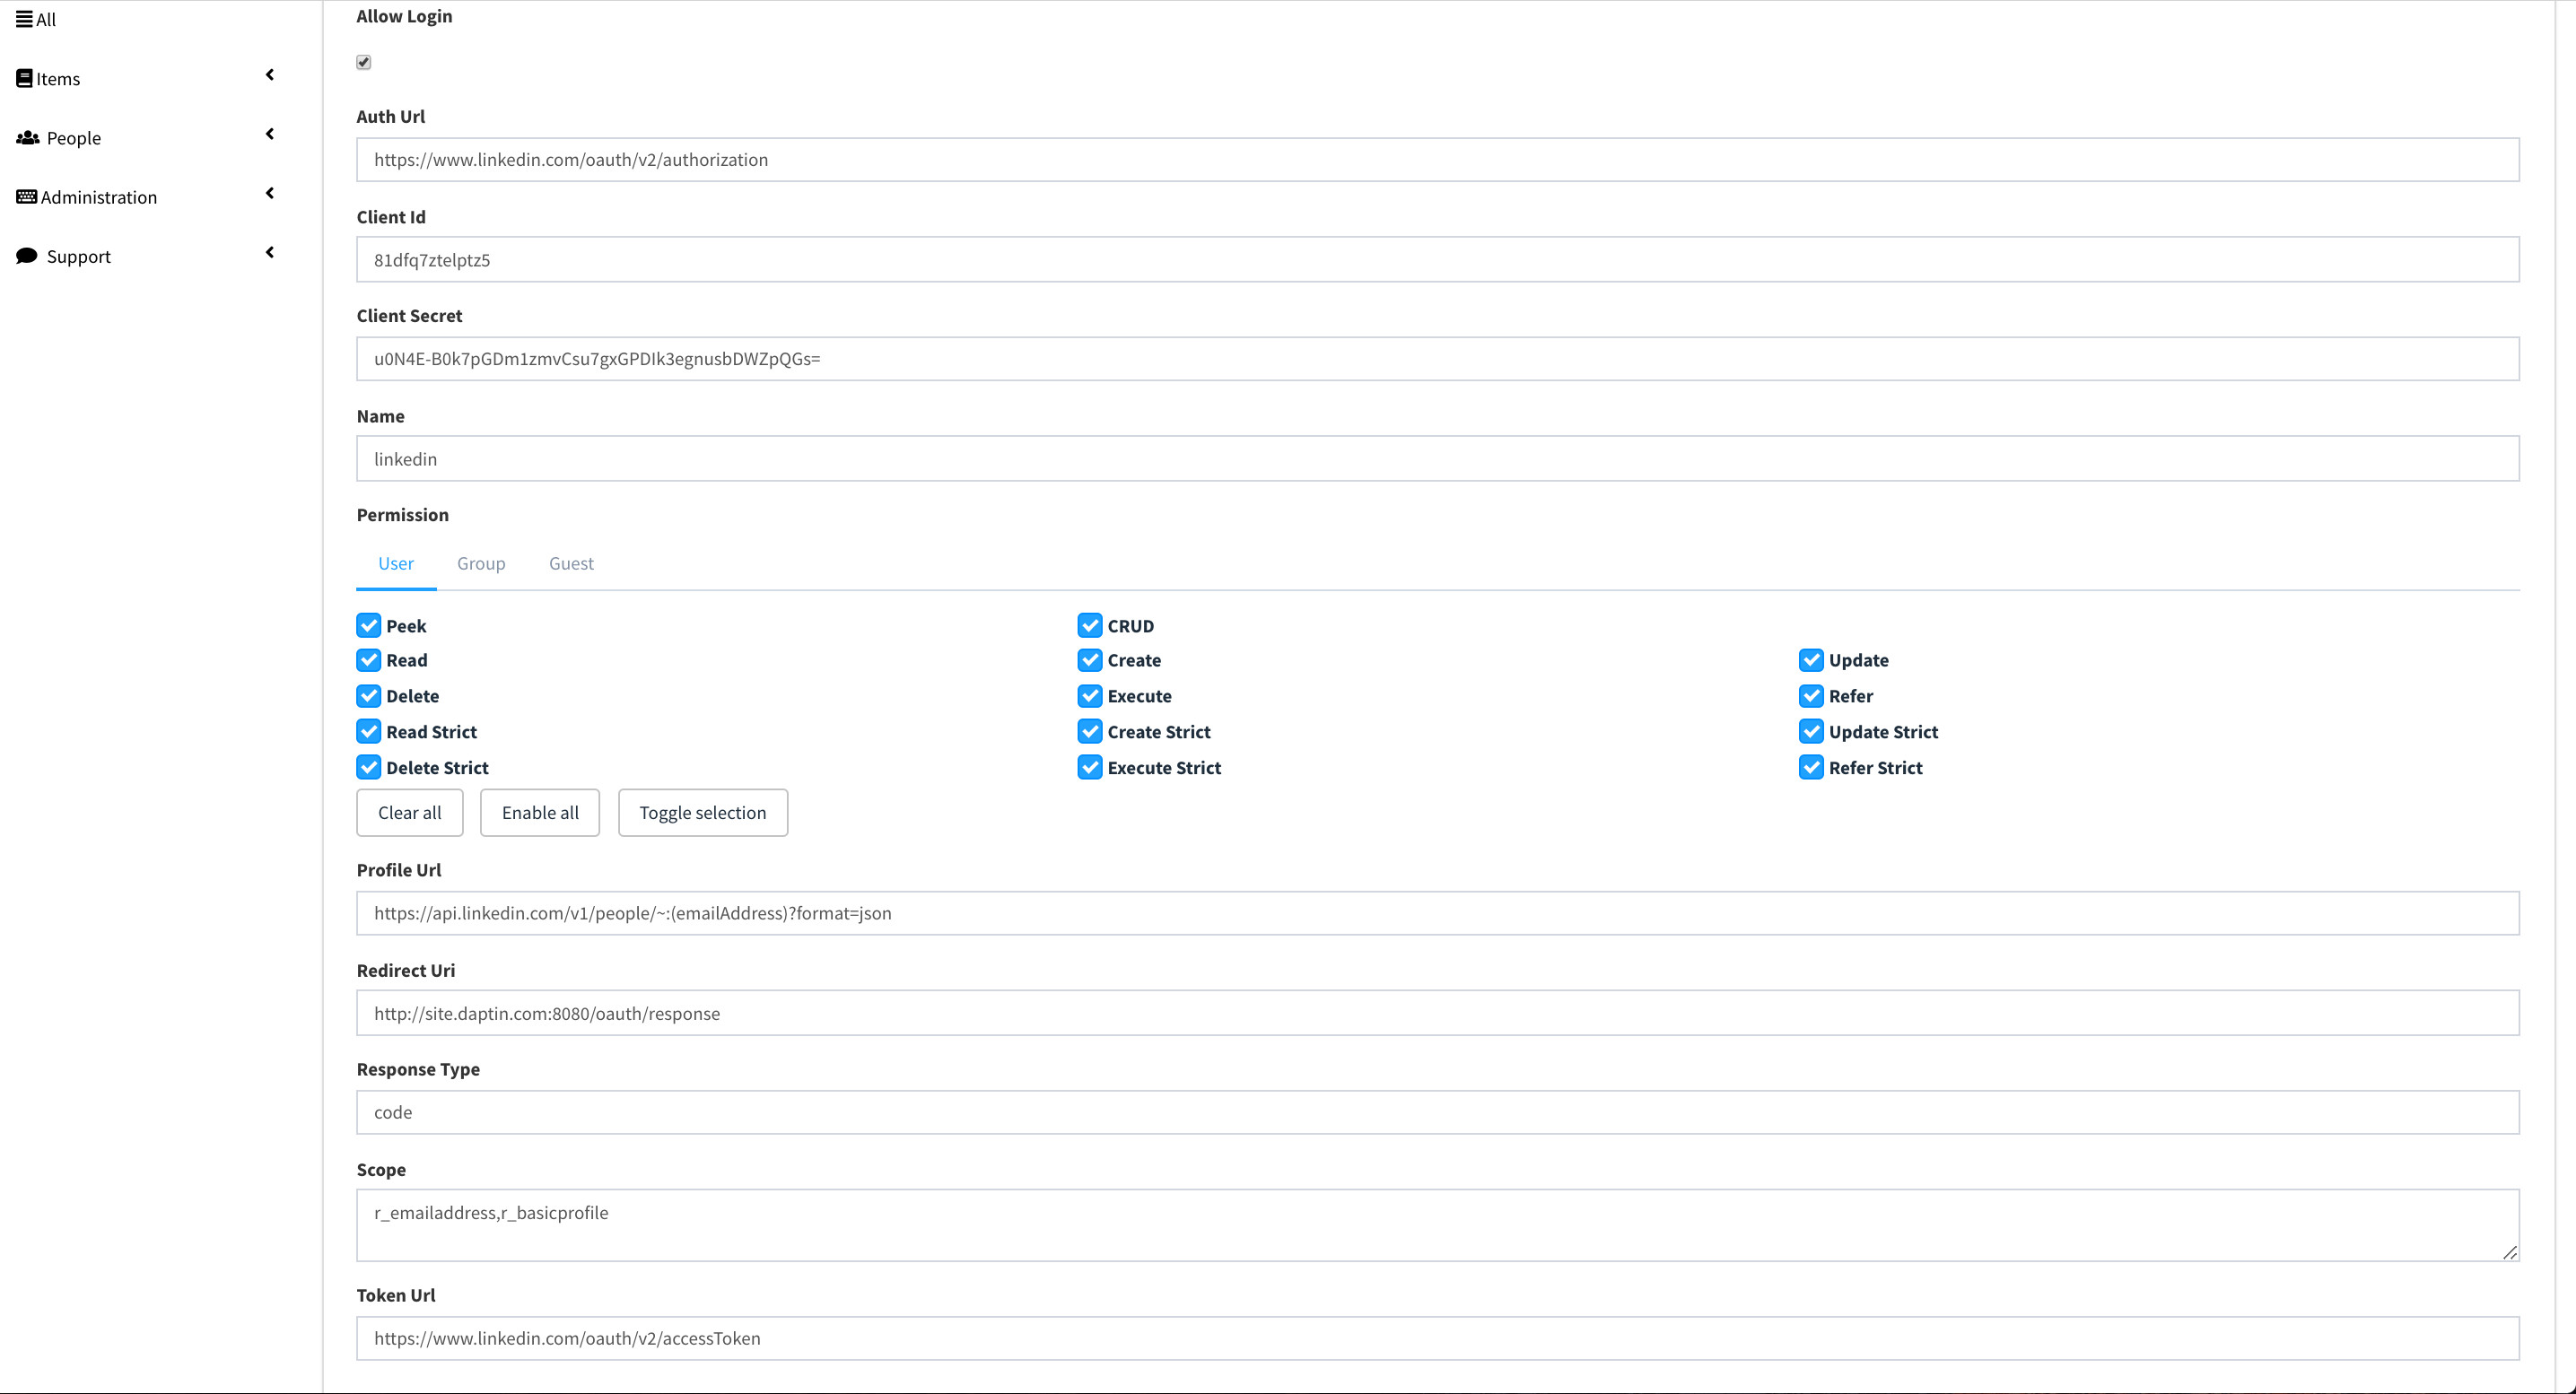 All
Items
People
Administration
Support
Allow Login
Auth Url
https://www.linkedin.com/oauth/v2/authorization
Client Id
81dfq7ztelptz5
Client Secret
u0N4E-B0k7pGDm1zmvCsu7gxGPDIk3egnusbDWZpQGs=
Name
linkedin
Permission
User Group Guest
Peek CRUD
Read Create Update
Delete Execute Refer
Read Strict Create Strict Update Strict
Delete Strict Execute Strict Refer Strict
Clear all Enable all Toggle selection
Profile Url
https://api.linkedin.com/v1/people/~:(emailAddress)?format=json
Redirect Uri
http://site.daptin.com:8080/oauth/response
Response Type
code
Scope
r_emailaddress,r_basicprofile
Token Url
https://www.linkedin.com/oauth/v2/accessToken